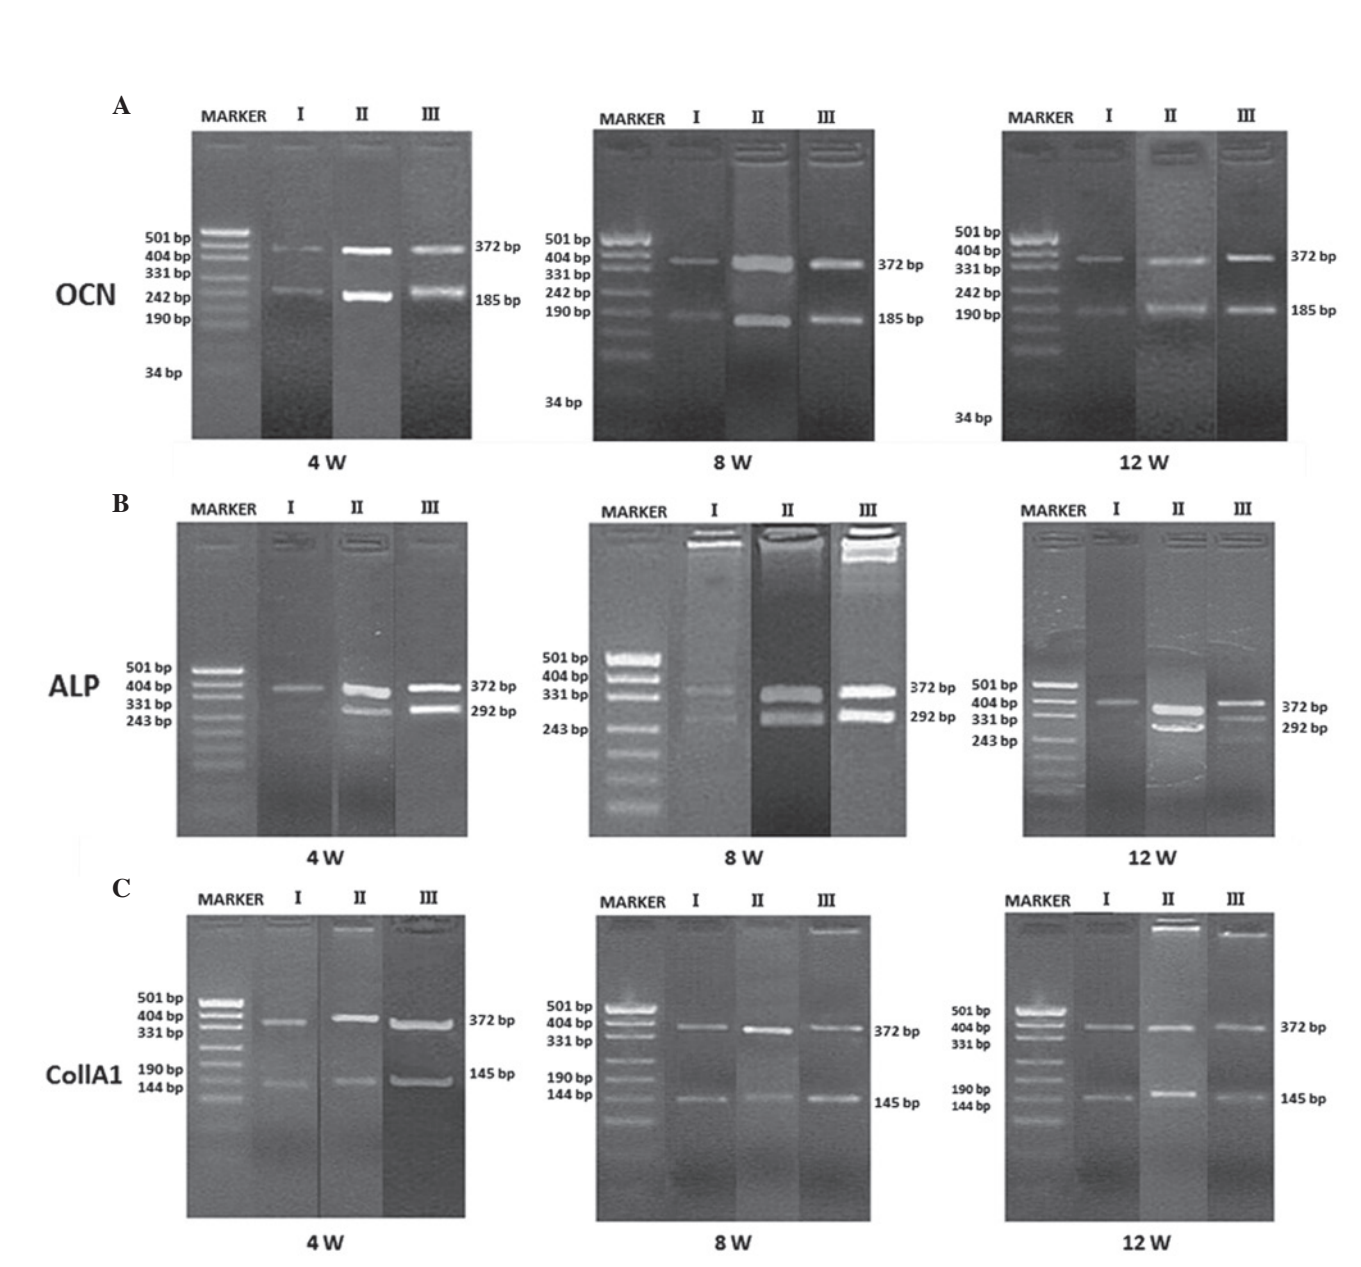 A
MARKER I II III
MARKER I II III
MARKER I II III
OCN
501 bp
404 bp
331 bp
242 bp
190 bp
34 bp
372 bp
185 bp
501 bp
404 bp
331 bp
242 bp
190 bp
34 bp
372 bp
185 bp
501 bp
404 bp
331 bp
242 bp
190 bp
34 bp
372 bp
185 bp
4 W
8 W
12 W
B
MARKER I II III
MARKER I II III
MARKER I II III
ALP
501 bp
404 bp
331 bp
243 bp
372 bp
292 bp
501 bp
404 bp
331 bp
243 bp
372 bp
292 bp
501 bp
404 bp
331 bp
243 bp
372 bp
292 bp
4 W
8 W
12 W
C
MARKER I II III
MARKER I II III
MARKER I II III
CollA1
501 bp
404 bp
331 bp
190 bp
144 bp
372 bp
145 bp
501 bp
404 bp
331 bp
190 bp
144 bp
372 bp
145 bp
501 bp
404 bp
331 bp
190 bp
144 bp
372 bp
145 bp
4 W
8 W
12 W